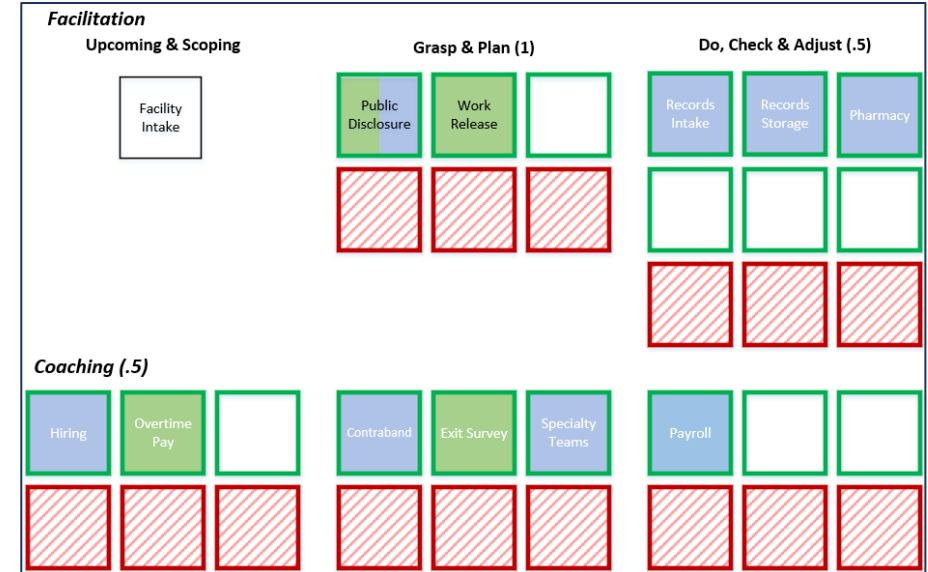 Facilitation
Upcoming & Scoping
Grasp & Plan (1)
Do, Check & Adjust (.5)
Facility
Intake
Public
Disclosure
Work
Release
Records
Intake
Records
Storage
Pharmacy
Coaching (.5)
Hiring
Overtime
Pay
Contraband
Exit Survey
Specialty
Teams
Payroll